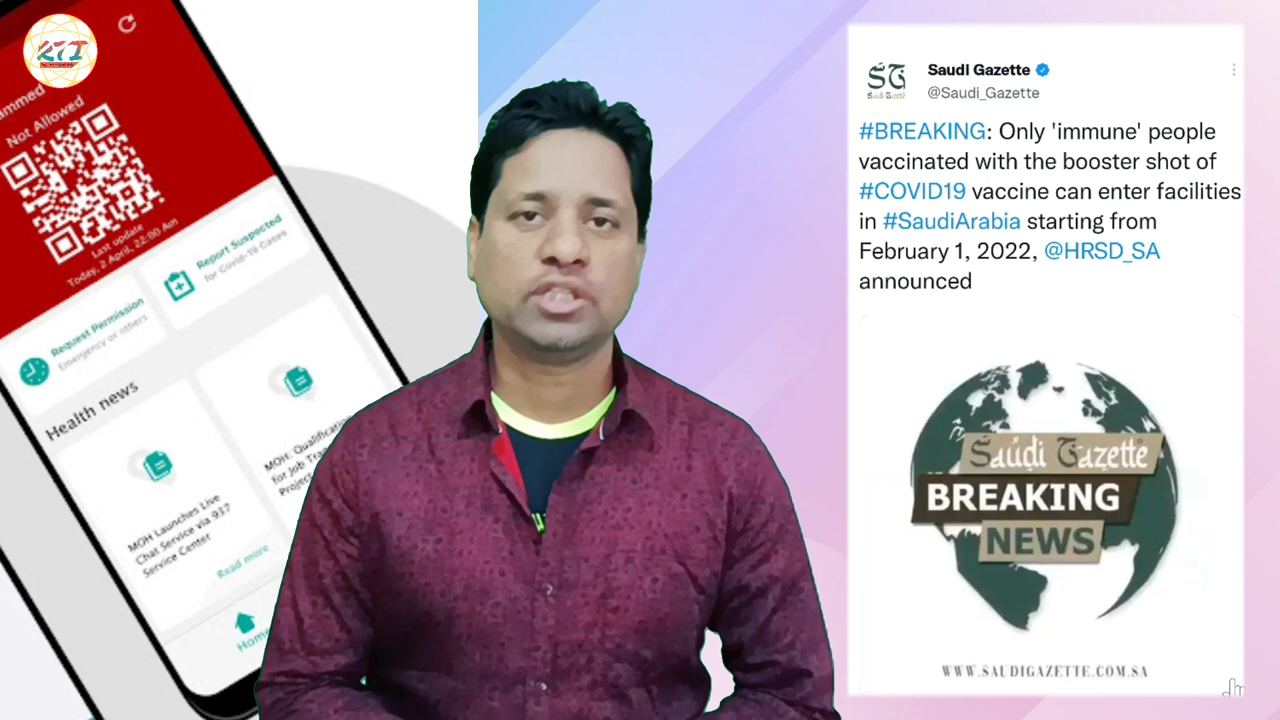 KTI
ammed
Not Allowed
Last update
Today, 2 April, 22:00 Am
Request Permission
Emergency or others
Report Suspected
for Covid-19 Cases
Health news
MOH Launches Live
Chat Service via 937
Service Center
Read more
MOH: Qualification
for Job Tra
Project
Home
Saudi Gazette
@Saudi_Gazette
#BREAKING: Only 'immune' people
vaccinated with the booster shot of
#COVID19 vaccine can enter facilities
in #SaudiArabia starting from
February 1, 2022, @HRSD_SA
announced
Saudi Gazette
BREAKING
NEWS
WWW.SAUDIGAZETTE.COM.SA